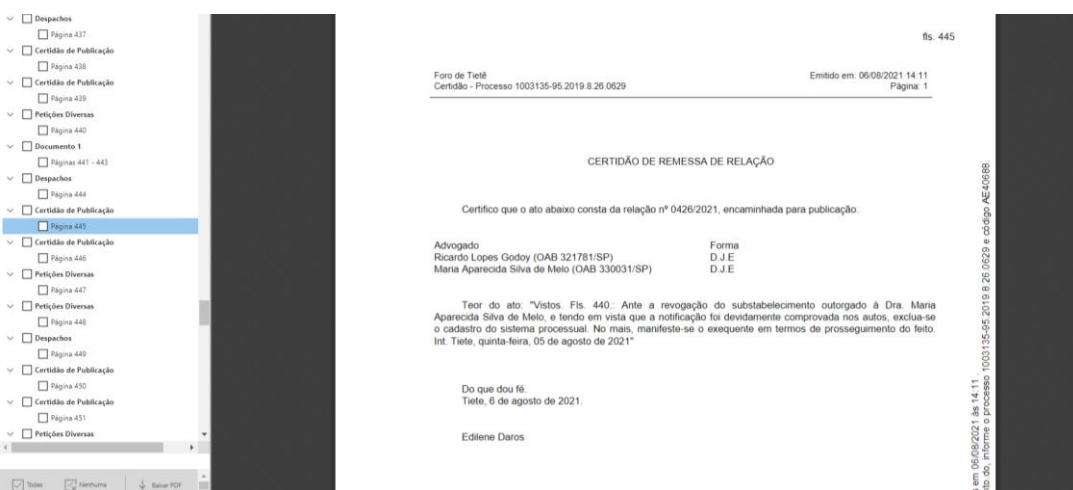 Despachos
Página 437
Certidão de Publicação
Página 438
Certidão de Publicação
Página 439
Petições Diversas
Página 440
Documento 1
Páginas 441 - 443
Despachos
Página 444
Certidão de Publicação
Página 445
Certidão de Publicação
Página 446
Petições Diversas
Página 447
Petições Diversas
Página 448
Despachos
Página 449
Certidão de Publicação
Página 450
Certidão de Publicação
Página 451
Petições Diversas
Todas Nenhuma Baixar PDF
fls. 445
Foro de Tietê Emitido em: 06/08/2021 14:11
Certidão - Processo 1003135-95.2019.8.26.0629 Página: 1
CERTIDÃO DE REMESSA DE RELAÇÃO
Certifico que o ato abaixo consta da relação nº 0426/2021, encaminhada para publicação.
Advogado Forma
Ricardo Lopes Godoy (OAB 321781/SP) D.J.E
Maria Aparecida Silva de Melo (OAB 330031/SP) D.J.E
Teor do ato: "Vistos. Fls. 440.: Ante a revogação do substabelecimento outorgado à Dra. Maria
Aparecida Silva de Melo, e tendo em vista que a notificação foi devidamente comprovada nos autos, exclua-se
o cadastro do sistema processual. No mais, manifeste-se o exequente em termos de prosseguimento do feito.
Int. Tiete, quinta-feira, 05 de agosto de 2021"
Do que dou fé.
Tiete, 6 de agosto de 2021.
Edilene Daros
em 06/08/2021 às 14:11 .
do, informe o processo 1003135-95.2019.8.26.0629 e código AE40688.